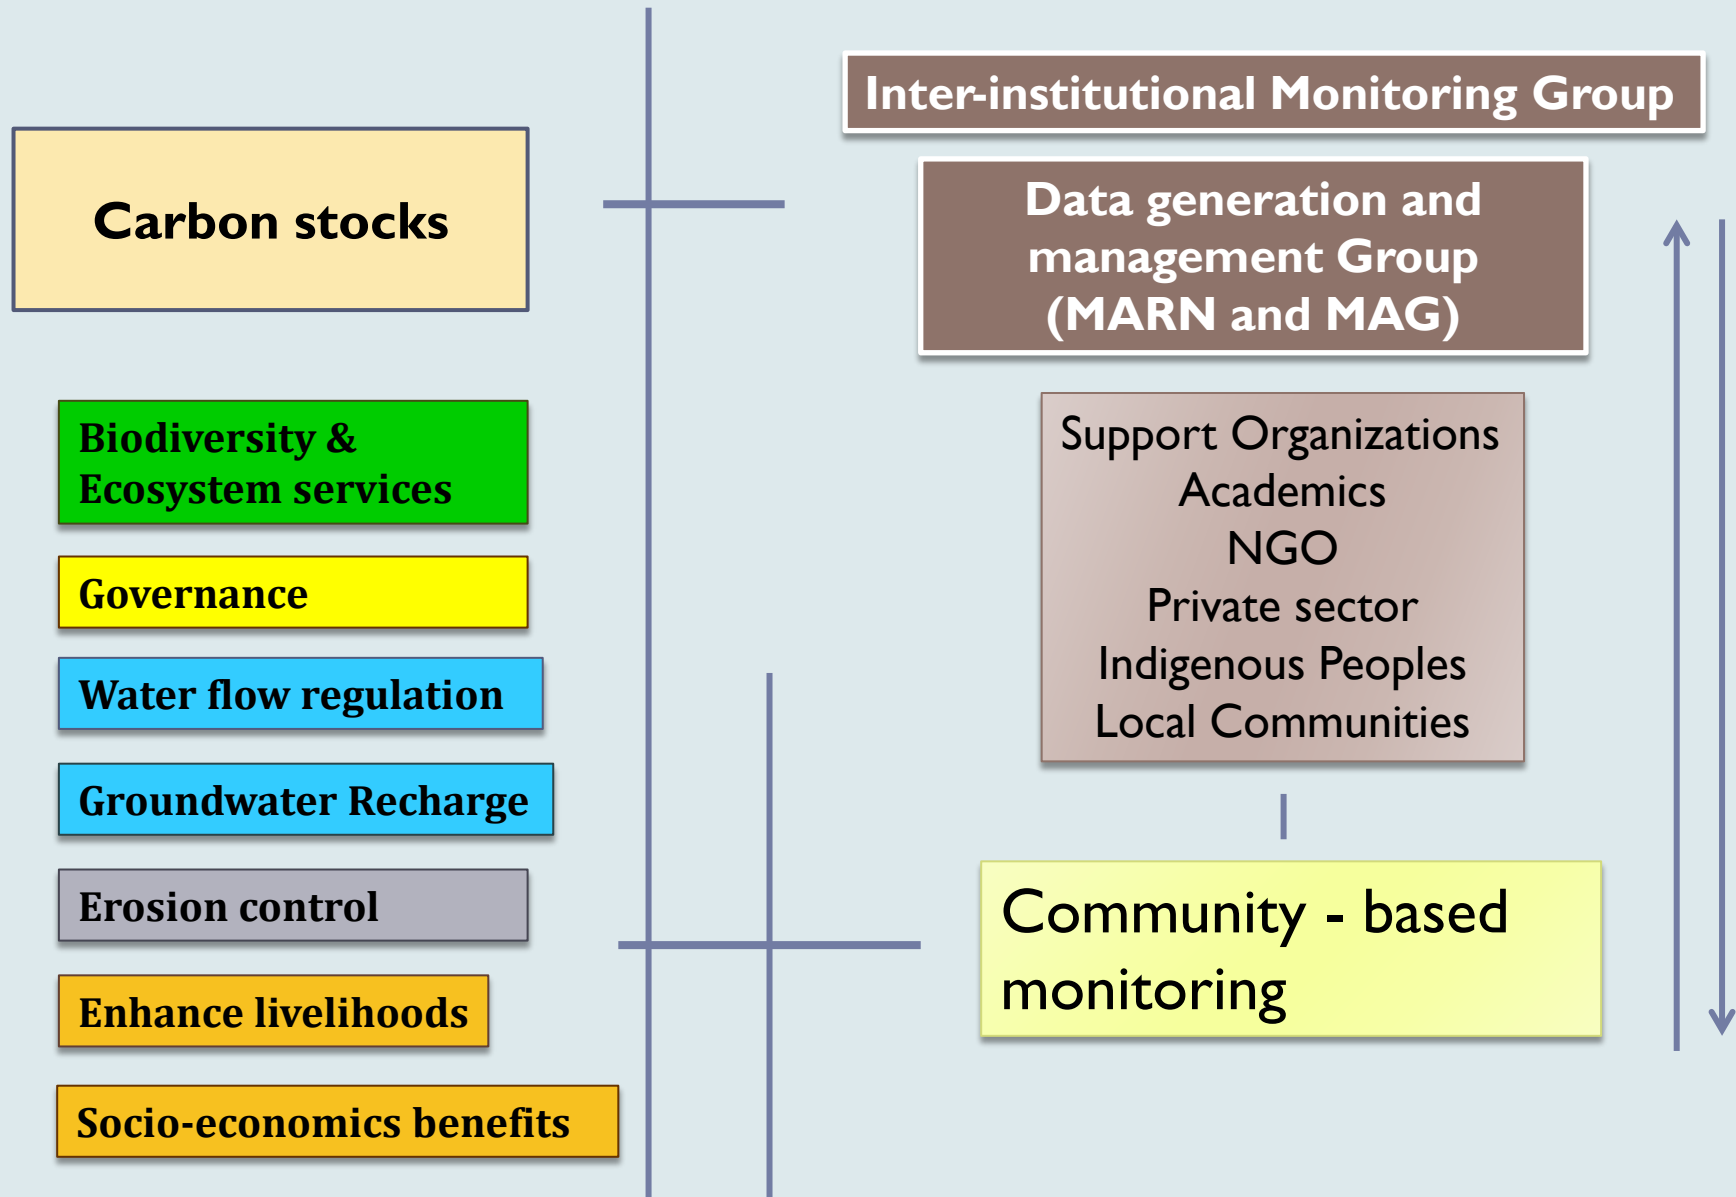 Carbon stocks
Biodiversity &
Ecosystem services
Governance
Water flow regulation
Groundwater Recharge
Erosion control
Enhance livelihoods
Socio-economics benefits
Inter-institutional Monitoring Group
Data generation and
management Group
(MARN and MAG)
Support Organizations
Academics
NGO
Private sector
Indigenous Peoples
Local Communities
Community - based
monitoring